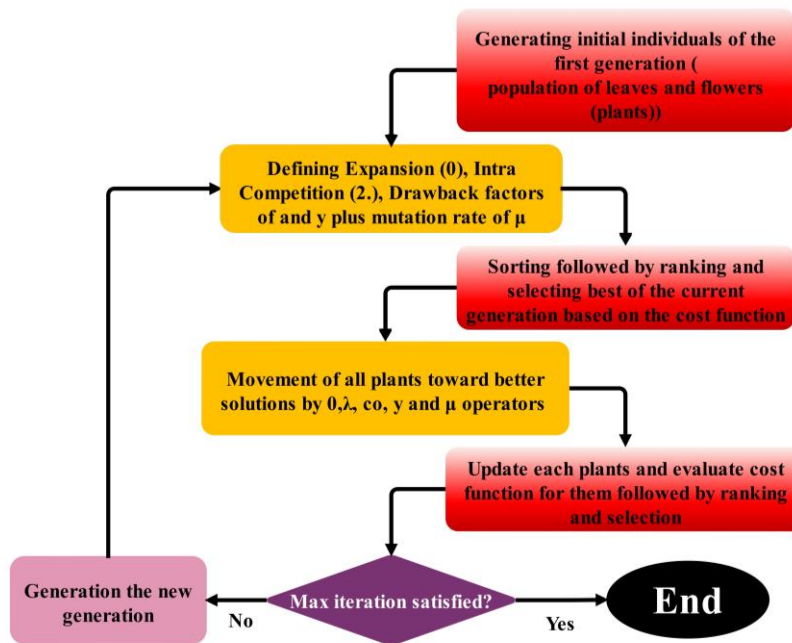 Generating initial individuals of the
first generation (
population of leaves and flowers
(plants))
Defining Expansion (0), Intra
Competition (2.), Drawback factors
of and y plus mutation rate of μ
Sorting followed by ranking and
selecting best of the current
generation based on the cost function
Movement of all plants toward better
solutions by 0,λ, co, y and μ operators
Update each plants and evaluate cost
function for them followed by ranking
and selection
Max iteration satisfied?
No
Yes
Generation the new
generation
End